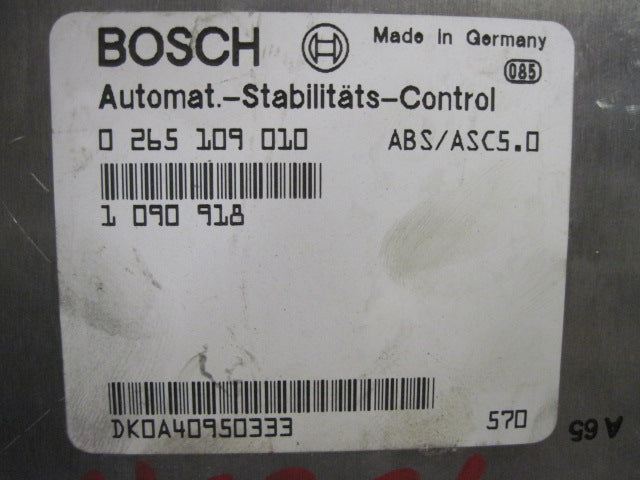 BOSCH Made in Germany
085
Automat.-Stabilitäts-Control
0 265 109 010 ABS/ASC5.0
1 090 918
DK0A40950333 570
A 65